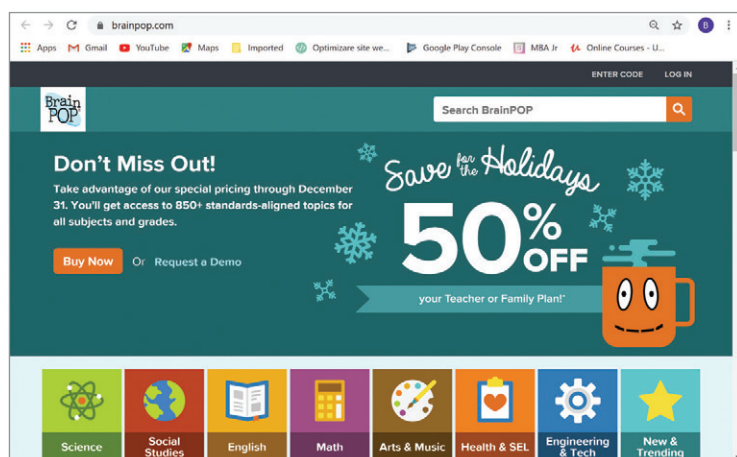 brainpop.com
B
Apps Gmail YouTube Maps Imported Optimizare site we... Google Play Console MBA Jr Online Courses - U...
ENTER CODE LOG IN
Brain
POP
Search BrainPOP
Don't Miss Out!
Take advantage of our special pricing through December
31. You'll get access to 850+ standards-aligned topics for
all subjects and grades.
Buy Now Or Request a Demo
Save for the Holidays
50%
OFF
your Teacher or Family Plan!*
Science
Social
Studies
English
Math
Arts & Music
Health & SEL
Engineering
& Tech
New &
Trending